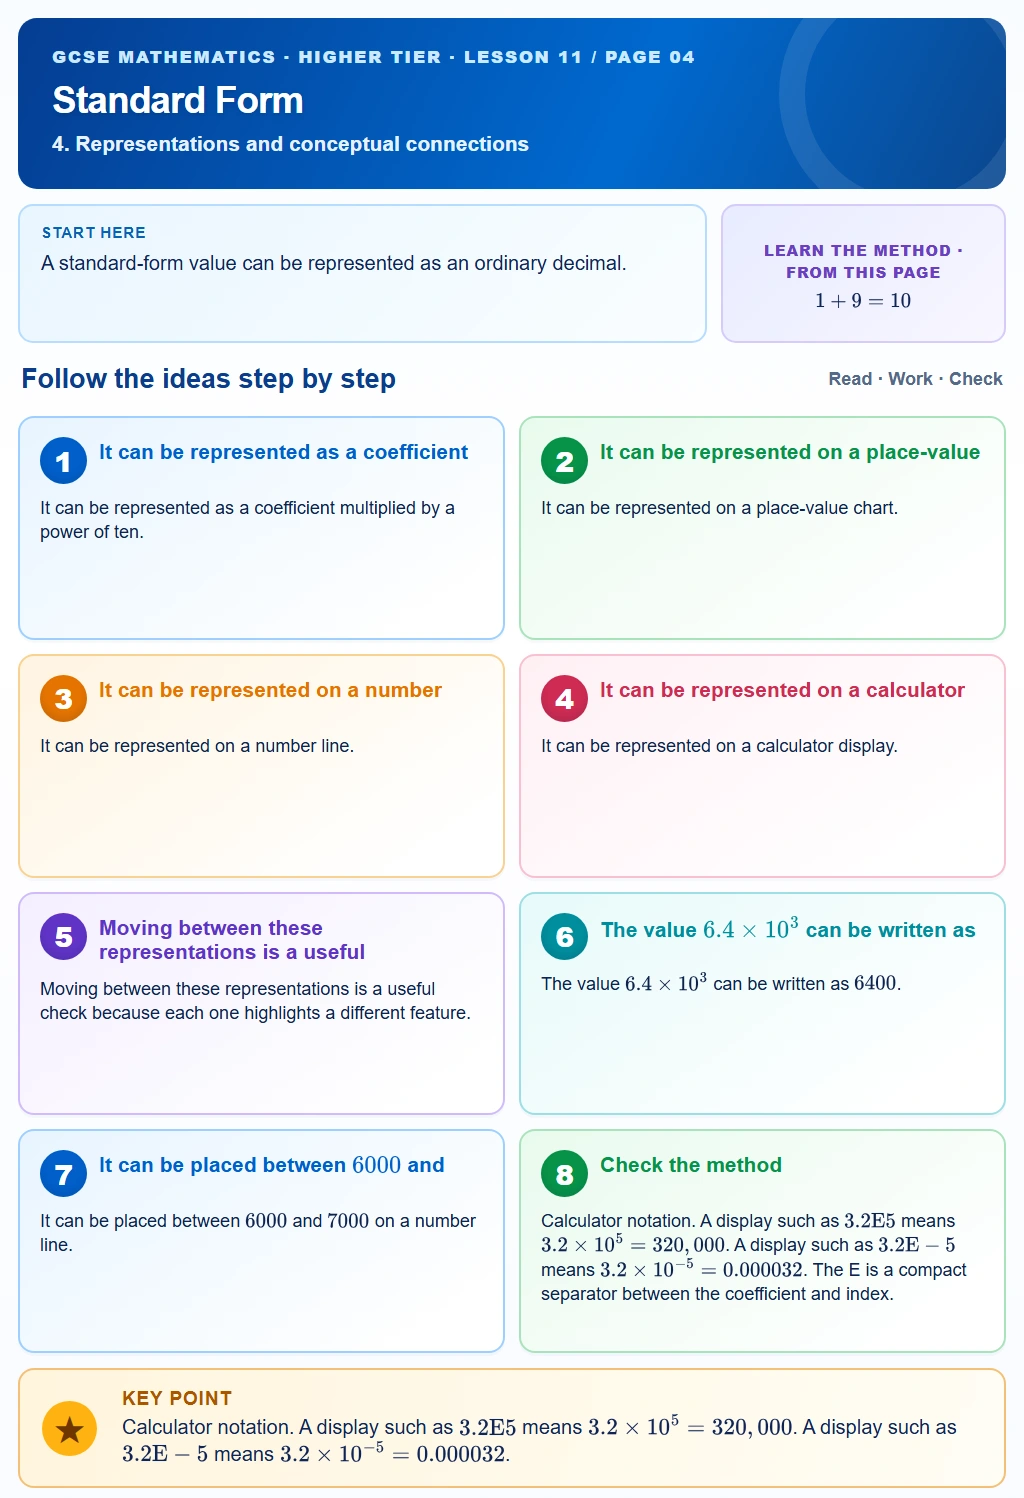 GCSE MATHEMATICS · HIGHER TIER · LESSON 11 / PAGE 04
Standard Form
4. Representations and conceptual connections
START HERE
A standard-form value can be represented as an ordinary decimal.
LEARN THE METHOD ·
FROM THIS PAGE
1 + 9 = 10
Follow the ideas step by step
Read · Work · Check
1
It can be represented as a coefficient
It can be represented as a coefficient multiplied by a
power of ten.
2
It can be represented on a place-value
It can be represented on a place-value chart.
3
It can be represented on a number
It can be represented on a number line.
4
It can be represented on a calculator
It can be represented on a calculator display.
5
Moving between these
representations is a useful
Moving between these representations is a useful
check because each one highlights a different feature.
6
The value 6.4 × 10³ can be written as
The value 6.4 × 10³ can be written as 6400.
7
It can be placed between 6000 and
It can be placed between 6000 and 7000 on a number
line.
8
Check the method
Calculator notation. A display such as 3.2E5 means
3.2 × 10⁵ = 320, 000. A display such as 3.2E − 5
means 3.2 × 10⁻⁵ = 0.000032. The E is a compact
separator between the coefficient and index.
KEY POINT
Calculator notation. A display such as 3.2E5 means 3.2 × 10⁵ = 320, 000. A display such as
3.2E − 5 means 3.2 × 10⁻⁵ = 0.000032.